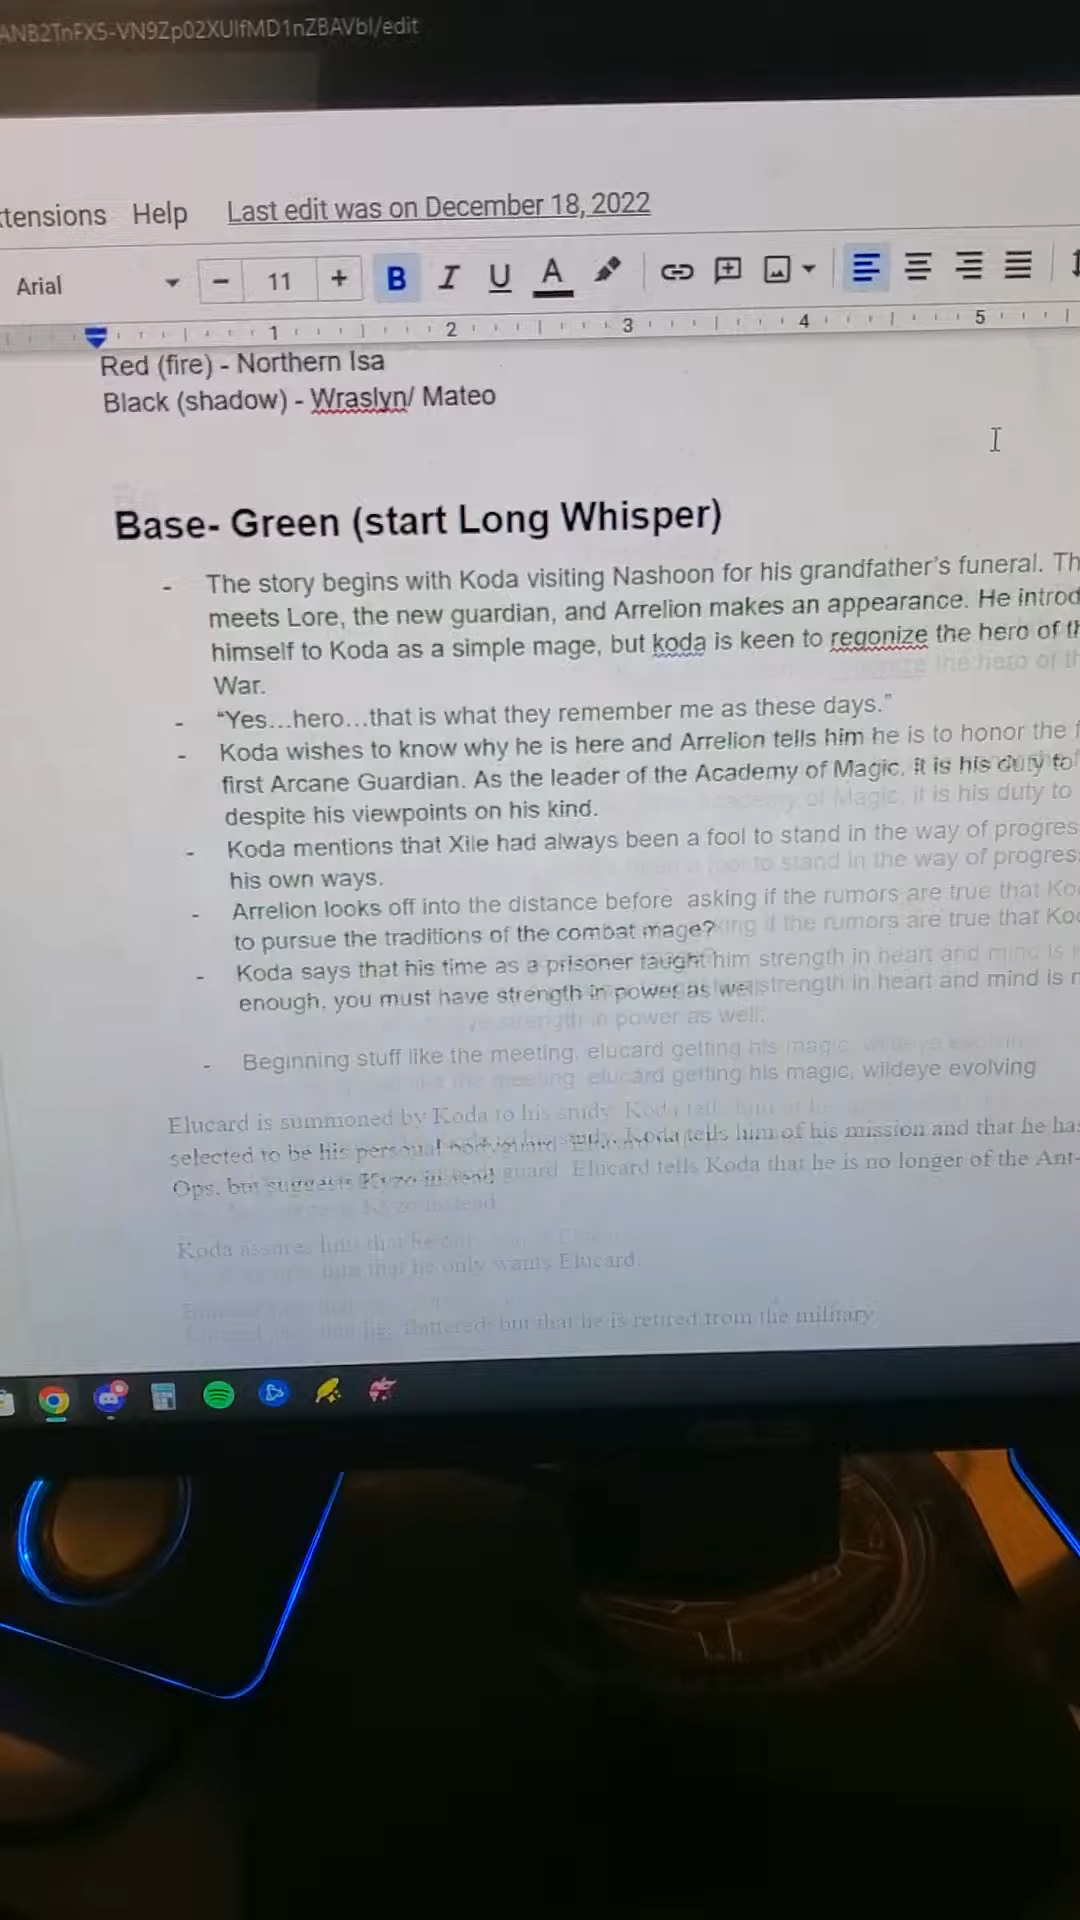 ANB2TnFX5-VN9Zp02XUIfMD1nZBAVbI/edit
tensions Help Last edit was on December 18, 2022
Arial - 11 + B I U A
1 2 3 4 5
Red (fire) - Northern Isa
Black (shadow) - Wraslyn/ Mateo
Base- Green (start Long Whisper)
- The story begins with Koda visiting Nashoon for his grandfather's funeral. Th
meets Lore, the new guardian, and Arrelion makes an appearance. He introd
himself to Koda as a simple mage, but koda is keen to regonize the hero of th
War.
- "Yes...hero...that is what they remember me as these days."
- Koda wishes to know why he is here and Arrelion tells him he is to honor the f
first Arcane Guardian. As the leader of the Academy of Magic, it is his duty to
despite his viewpoints on his kind.
- Koda mentions that Xile had always been a fool to stand in the way of progres
his own ways.
- Arrelion looks off into the distance before asking if the rumors are true that Ko
to pursue the traditions of the combat mage?
- Koda says that his time as a prisoner taught him strength in heart and mind is n
enough, you must have strength in power as well.
- Beginning stuff like the meeting, elucard getting his magic, wildeye evolving
Elucard is summoned by Koda to his study. Koda tells him of his mission and that he ha
selected to be his personal bodyguard. Elucard tells Koda that he is no longer of the Ant-
Ops, but suggests Kyzo instead
Koda assures him that he only wants Elucard.
flattered, but that he is retired from the military